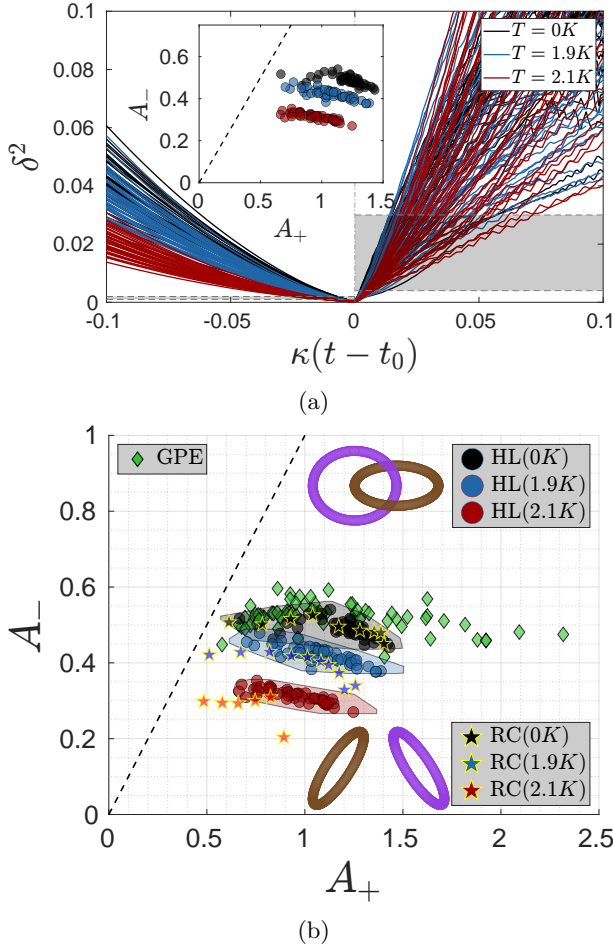 0.1
0.08
0.06
0.04
0.02
0
δ²
-0.1
-0.05
0
0.05
0.1
κ(t − t₀)
T = 0K
T = 1.9K
T = 2.1K
0.6
0.4
0.2
0
A₋
0
0.5
1
1.5
A₊
(a)
1
0.8
0.6
0.4
0.2
0
A₋
0
0.5
1
1.5
2
2.5
A₊
GPE
HL(0K)
HL(1.9K)
HL(2.1K)
RC(0K)
RC(1.9K)
RC(2.1K)
(b)